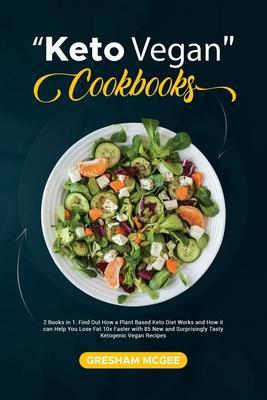 “Keto Vegan”
Cookbooks
2 Books in 1: Find Out How a Plant Based Keto Diet Works and How it
can Help You Lose Fat 10x Faster with 85 New and Surprisingly Tasty
Ketogenic Vegan Recipes
GRESHAM MCGEE